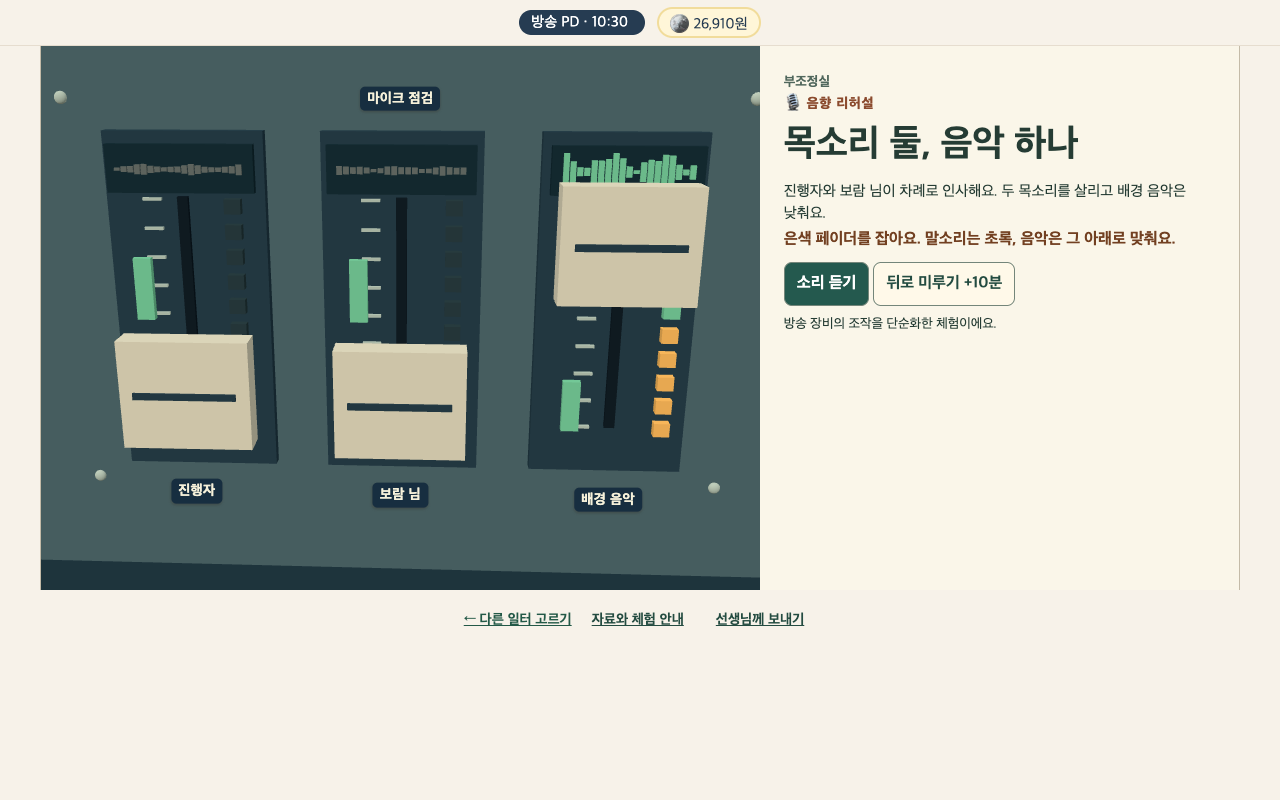 방송 PD · 10:30
26,910원
마이크 점검
진행자
보람 님
배경 음악
부조정실
음향 리허설
목소리 둘, 음악 하나
진행자와 보람 님이 차례로 인사해요. 두 목소리를 살리고 배경 음악은
낮춰요.
은색 페이더를 잡아요. 말소리는 초록, 음악은 그 아래로 맞춰요.
소리 듣기
뒤로 미루기 +10분
방송 장비의 조작을 단순화한 체험이에요.
← 다른 일터 고르기
자료와 체험 안내
선생님께 보내기